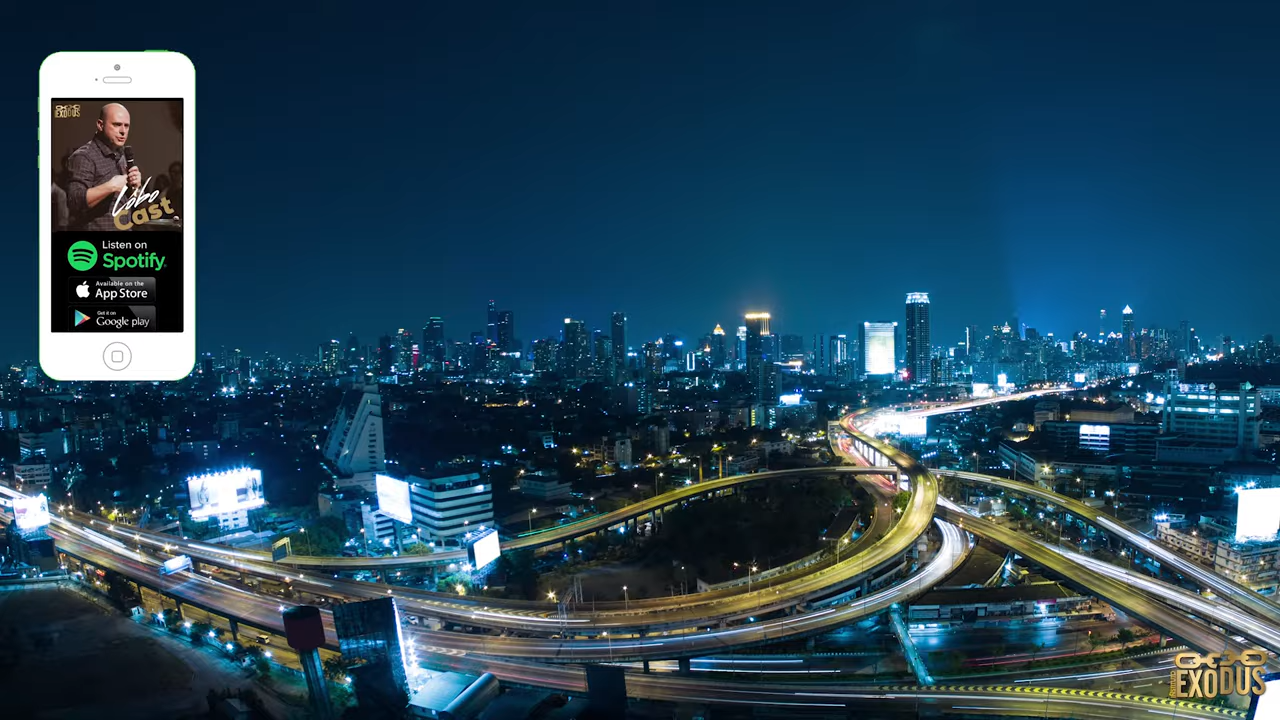 EXODUS
Lobo
Cast
Listen on
Spotify
Available on the
App Store
Get it on
Google play
EXODUS